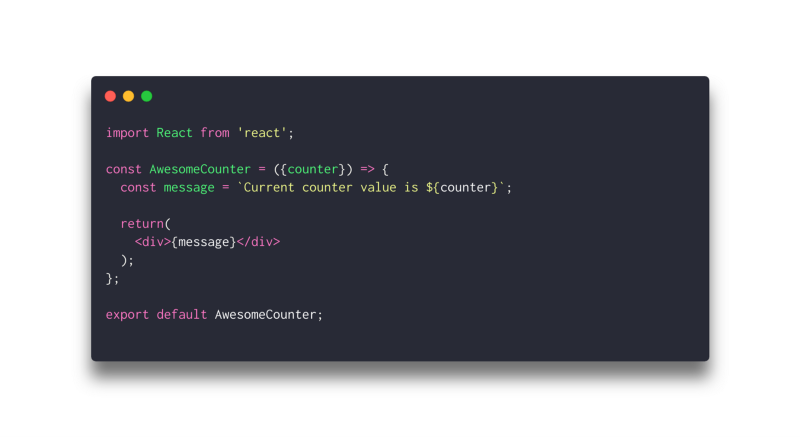 import React from 'react';
const AwesomeCounter = ({counter}) => {
const message = `Current counter value is ${counter}`;
return(
<div>{message}</div>
);
};
export default AwesomeCounter;